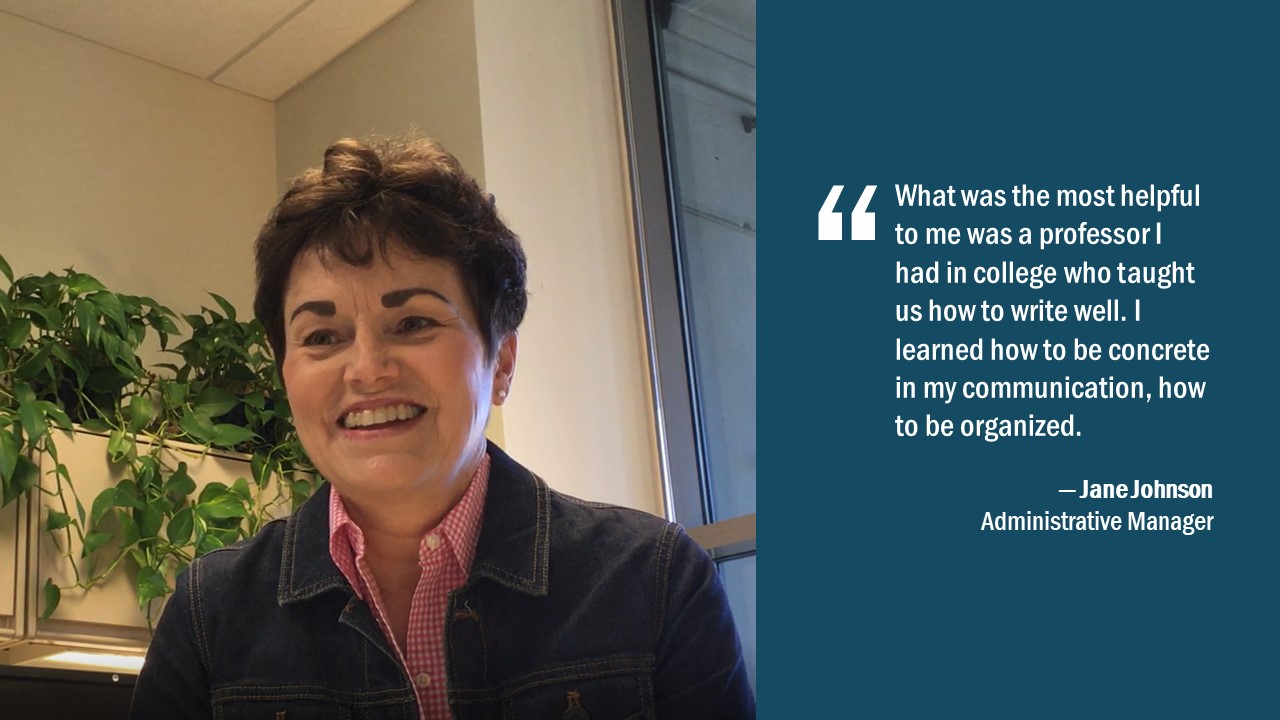 “ What was the most helpful
to me was a professor I
had in college who taught
us how to write well. I
learned how to be concrete
in my communication, how
to be organized.
— Jane Johnson
Administrative Manager